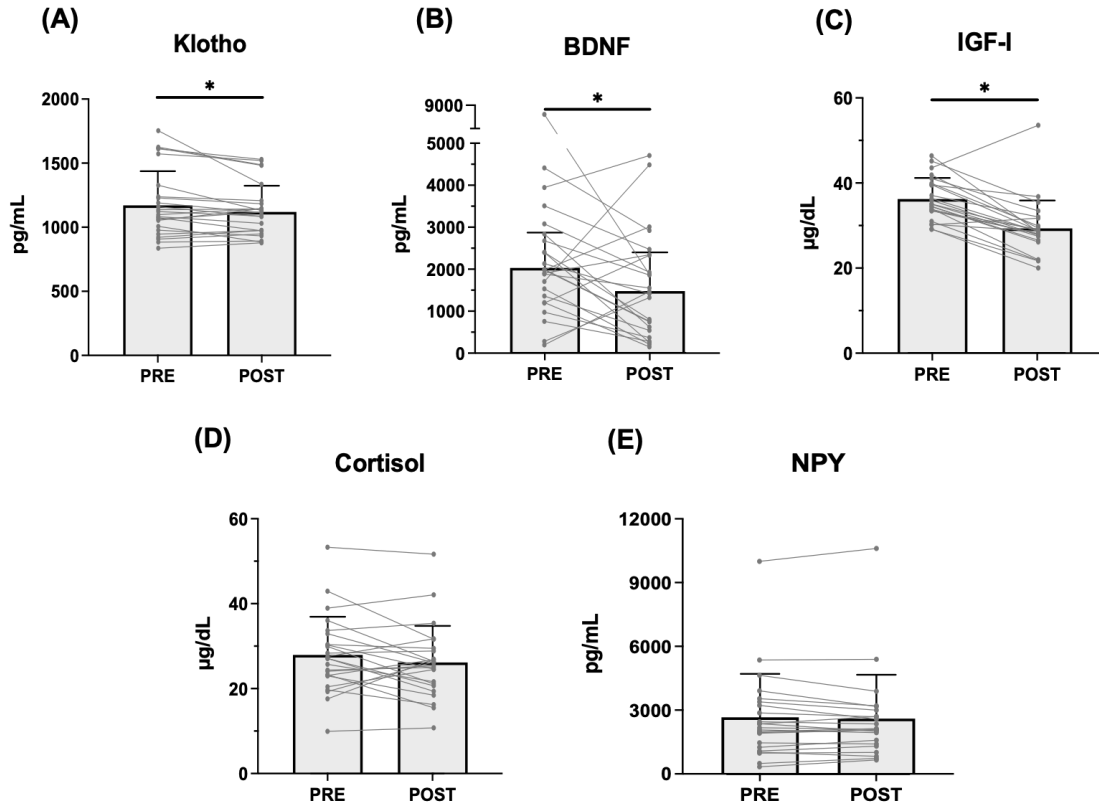 (A)
Klotho
*
2000
1500
1000
500
0
pg/mL
PRE POST
(B)
BDNF
*
9000
5000
4000
3000
2000
1000
0
pg/mL
PRE POST
(C)
IGF-I
*
60
40
20
0
µg/dL
PRE POST
(D)
Cortisol
60
40
20
0
µg/dL
PRE POST
(E)
NPY
12000
9000
6000
3000
0
pg/mL
PRE POST